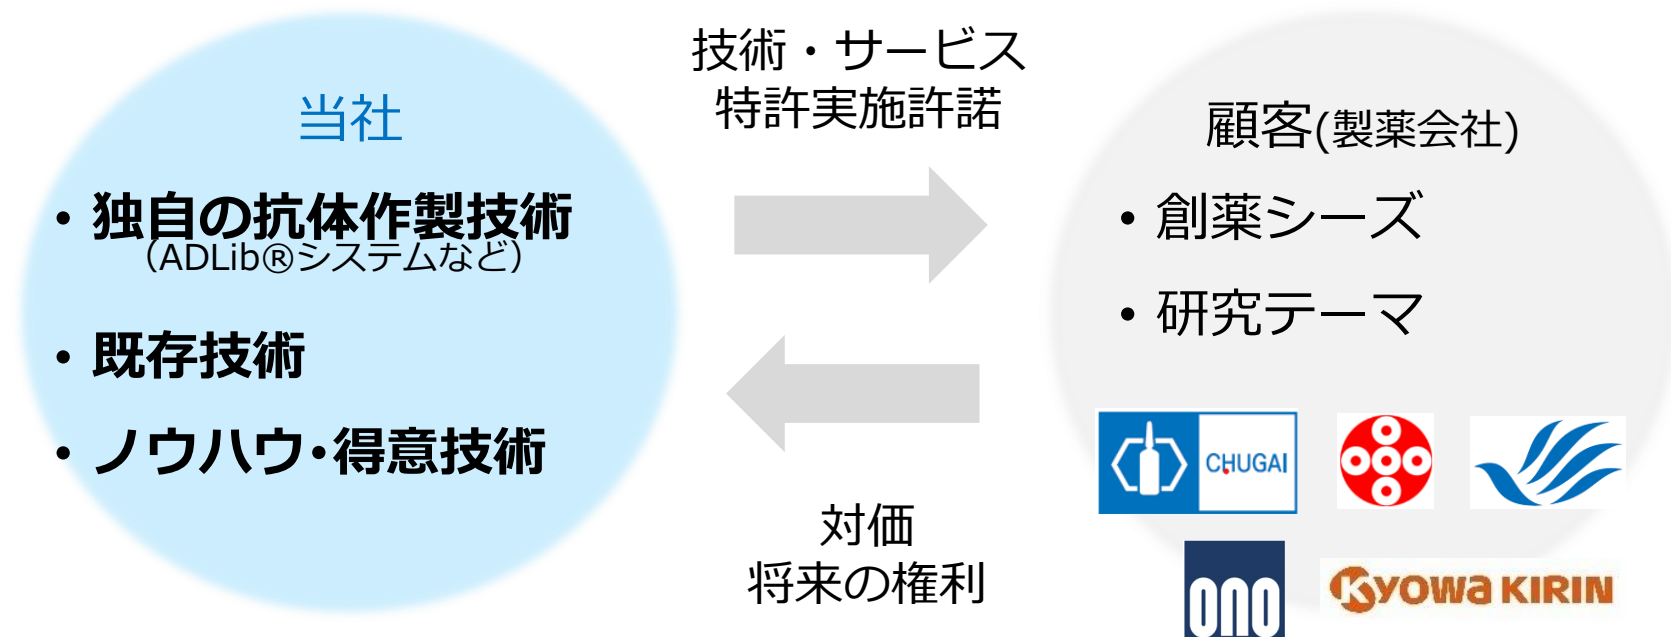 当社
・独自の抗体作製技術
（ADLib®システムなど）
・既存技術
・ノウハウ・得意技術
技術・サービス
特許実施許諾
対価
将来の権利
顧客(製薬会社)
・創薬シーズ
・研究テーマ
CHUGAI
ono
KYOWA KIRIN